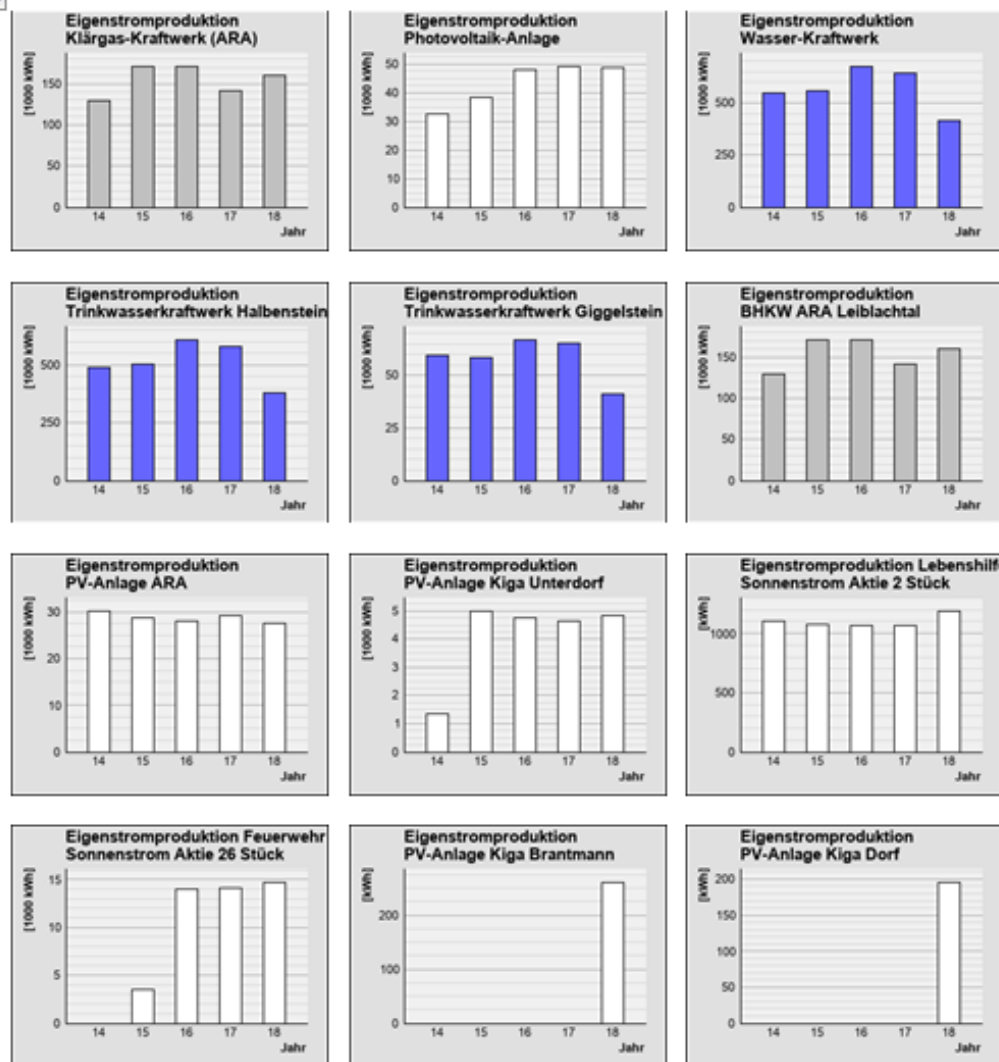 Eigenstromproduktion
Klärgas-Kraftwerk (ARA)
[1000 kWh]
150
100
50
0
14 15 16 17 18
Jahr
Eigenstromproduktion
Photovoltaik-Anlage
[1000 kWh]
50
40
30
20
10
0
14 15 16 17 18
Jahr
Eigenstromproduktion
Wasser-Kraftwerk
[1000 kWh]
500
250
0
14 15 16 17 18
Jahr
Eigenstromproduktion
Trinkwasserkraftwerk Halbenstein
[1000 kWh]
500
250
0
14 15 16 17 18
Jahr
Eigenstromproduktion
Trinkwasserkraftwerk Giggelstein
[1000 kWh]
50
25
0
14 15 16 17 18
Jahr
Eigenstromproduktion
BHKW ARA Leiblachtal
[1000 kWh]
150
100
50
0
14 15 16 17 18
Jahr
Eigenstromproduktion
PV-Anlage ARA
[1000 kWh]
30
20
10
0
14 15 16 17 18
Jahr
Eigenstromproduktion
PV-Anlage Kiga Unterdorf
[1000 kWh]
5
4
3
2
1
0
14 15 16 17 18
Jahr
Eigenstromproduktion Lebenshilfe
Sonnenstrom Aktie 2 Stück
[kWh]
1000
500
0
14 15 16 17 18
Jahr
Eigenstromproduktion Feuerwehr
Sonnenstrom Aktie 26 Stück
[1000 kWh]
15
10
5
0
14 15 16 17 18
Jahr
Eigenstromproduktion
PV-Anlage Kiga Brantmann
[kWh]
200
100
0
14 15 16 17 18
Jahr
Eigenstromproduktion
PV-Anlage Kiga Dorf
[kWh]
200
150
100
50
0
14 15 16 17 18
Jahr